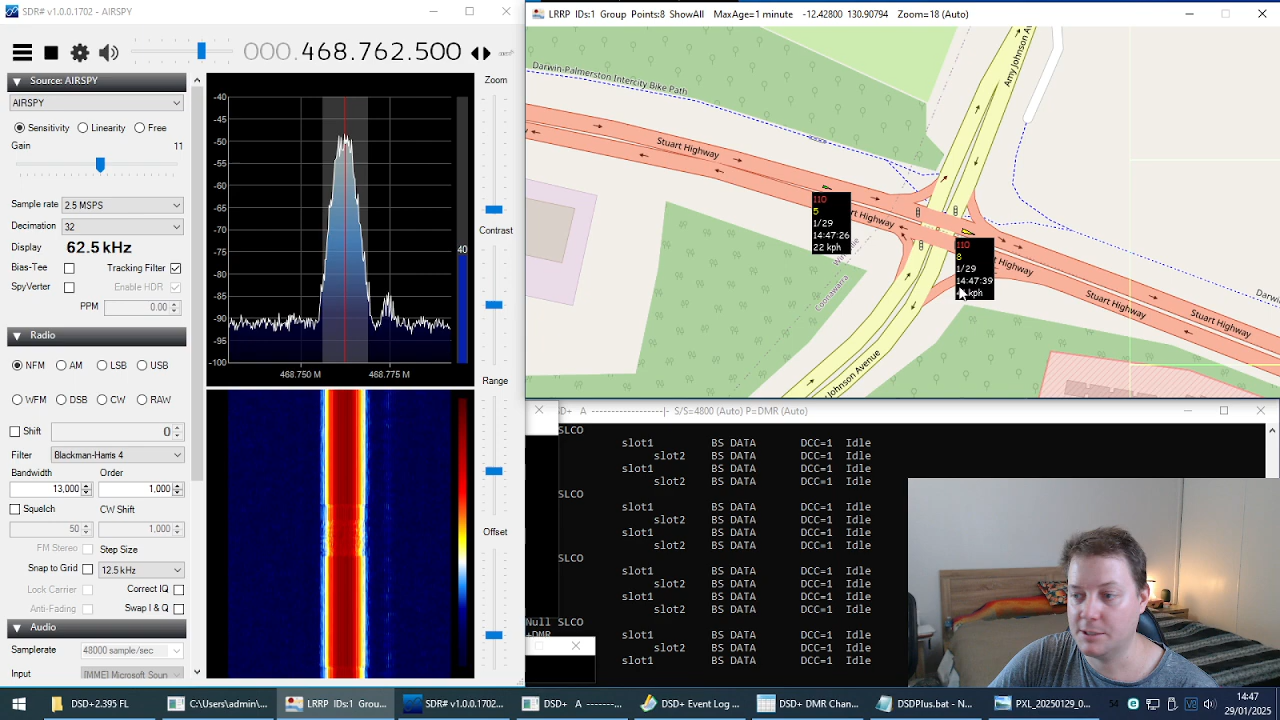 SDR# v1.0.0.1702 - AIRSPY
000.468.762.500
Source: AIRSPY
AIRSPY
Sensitivity
Linearity
Free
Gain
11
Sample rate
2.5 MSPS
Decimation
32
Display
62.5 kHz
Bias-Tee
Tracking Filter
SpyVerter
Enable HDR
PPM
0.00
Radio
NFM
AM
LSB
USB
WFM
DSB
CW
RAW
Shift
0
Filter
Blackman-Harris 4
Bandwidth
Order
13,000
1,000
Squelch
CW Shift
50
1,000
FM Stereo
Step Size
Snap to Grid
12.5 kHz
Lock Carrier
Correct IQ
Anti-Fading
Swap I & Q
Audio
Samplerate
48000 sample/sec
Input
[MME] Microsoft Soun
-40
-45
-50
-55
-60
-65
-70
-75
-80
-85
-90
-95
-100
468.750 M
468.775 M
40
Zoom
Contrast
Range
Offset
LRRP IDs:1 Group Points:8 ShowAll MaxAge=1 minute -12.42800 130.90794 Zoom=18 (Auto)
Darwin-Palmerston Intercity Bike Path
Stuart Highway
Amy Johnson Av
110
5
1/29
14:47:26
22 kph
rt Highway
110
8
1/29
14:47:39
kph
Highway
Coolalinga
Stuart Highway
Stuart Highway
Darw
Johnson Avenue
SD+ A --------------------|- S/S=4800 (Auto) P=DMR (Auto)
SLCO
slot1 BS DATA DCC=1 Idle
slot2 BS DATA DCC=1 Idle
slot1 BS DATA DCC=1 Idle
slot2 BS DATA DCC=1 Idle
SLCO
slot1 BS DATA DCC=1 Idle
slot2 BS DATA DCC=1 Idle
slot1 BS DATA DCC=1 Idle
slot2 BS DATA DCC=1 Idle
SLCO
slot1 BS DATA DCC=1 Idle
slot2 BS DATA DCC=1 Idle
slot1 BS DATA DCC=1 Idle
slot2 BS DATA DCC=1 Idle
Null SLCO
+DMR
slot1 BS DATA DCC=1 Idle
slot2 BS DATA DCC=1 Idle
slot1 BS DATA DCC=1 Idle
2.395 FL
C:\Users\admin\...
LRRP IDs:1 Grou...
SDR# v1.0.0.1702...
DSD+ A ------...
DSD+ Event Log ...
DSD+ DMR Chan...
DSDPlus.bat - N...
PXL_20250129_0...
54
14:47
29/01/2025